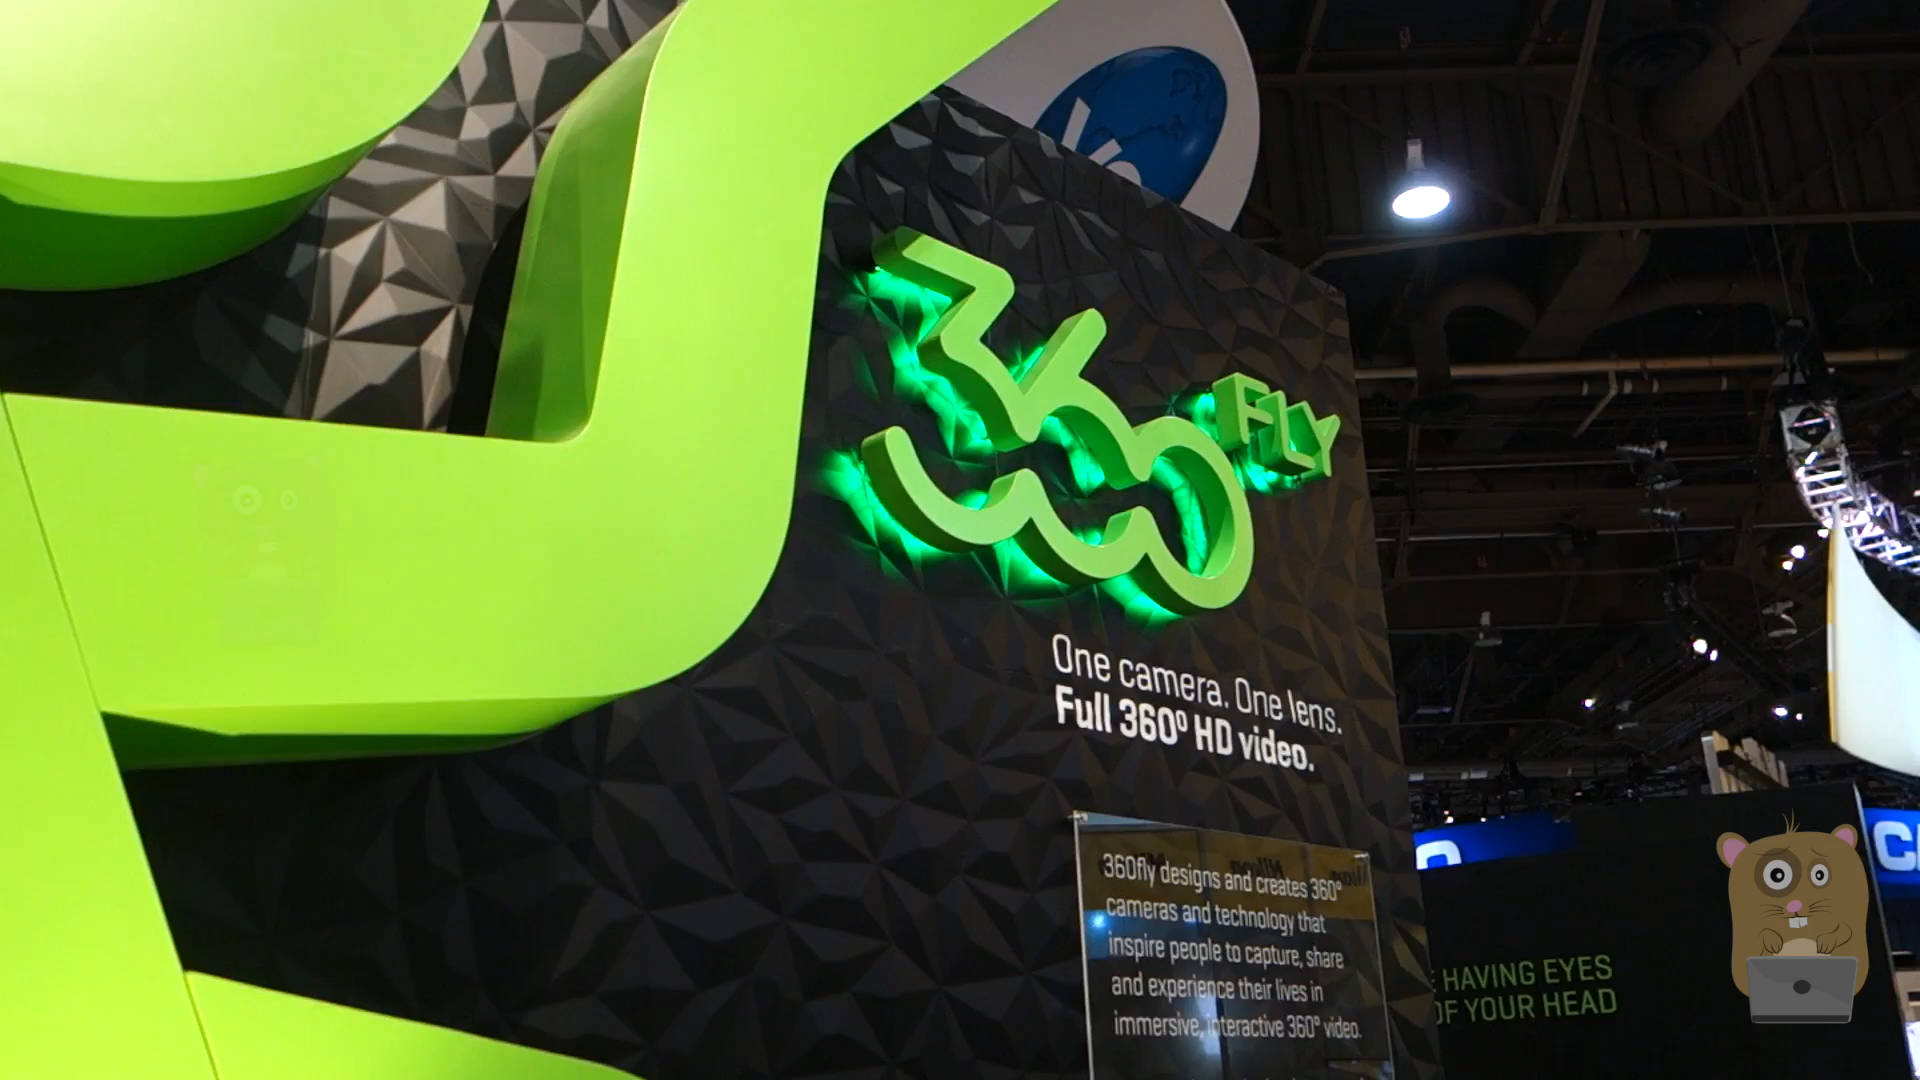 360 FLY
One camera. One lens.
Full 360º HD video.
360fly designs and creates 360º
cameras and technology that
inspire people to capture, share
and experience their lives in
immersive, interactive 360º video.
HAVING EYES
OF YOUR HEAD